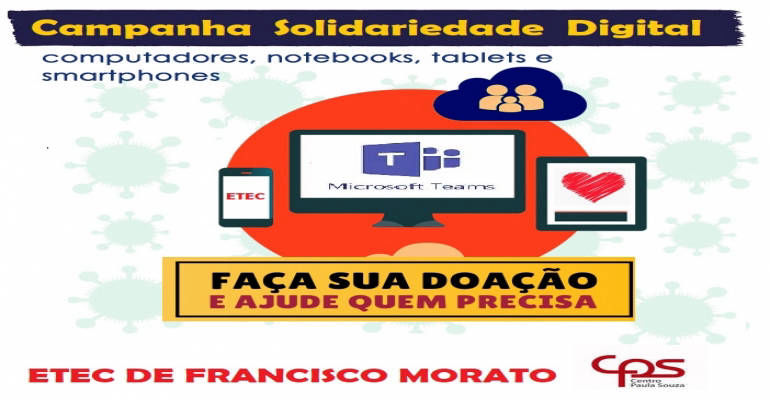 Campanha Solidariedade Digital
computadores, notebooks, tablets e
smartphones
T
Microsoft Teams
ETEC
FAÇA SUA DOAÇÃO
E AJUDE QUEM PRECISA
ETEC DE FRANCISCO MORATO
CPS
Centro
Paula Souza